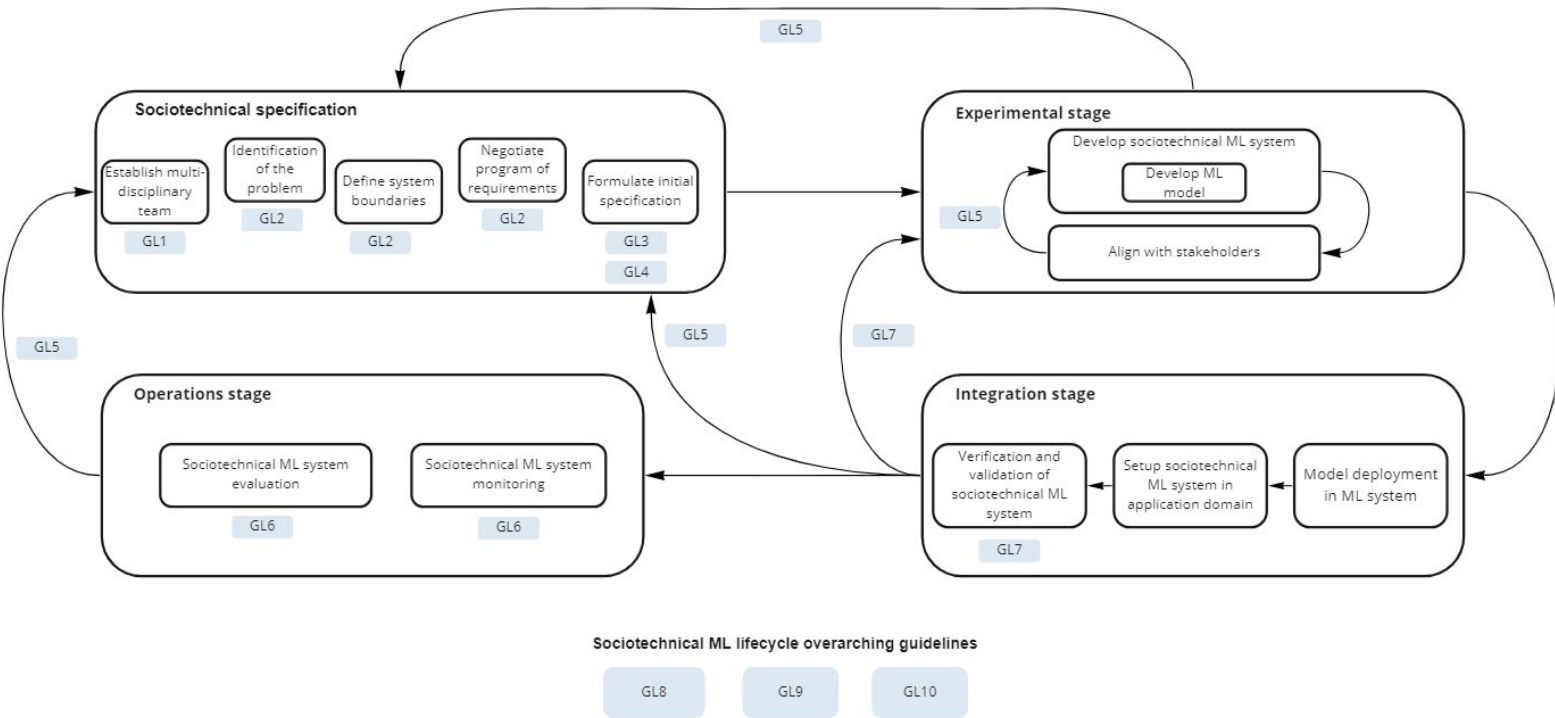 GL5
Sociotechnical specification
Establish multi-
disciplinary
team
GL1
Identification
of the
problem
GL2
Define system
boundaries
GL2
Negotiate
program of
requirements
GL2
Formulate initial
specification
GL3
GL4
Experimental stage
Develop sociotechnical ML system
Develop ML
model
GL5
Align with stakeholders
GL5
GL5
GL7
Operations stage
Sociotechnical ML system
evaluation
GL6
Sociotechnical ML system
monitoring
GL6
Integration stage
Verification and
validation of
sociotechnical ML
system
GL7
Setup sociotechnical
ML system in
application domain
Model deployment
in ML system
Sociotechnical ML lifecycle overarching guidelines
GL8
GL9
GL10